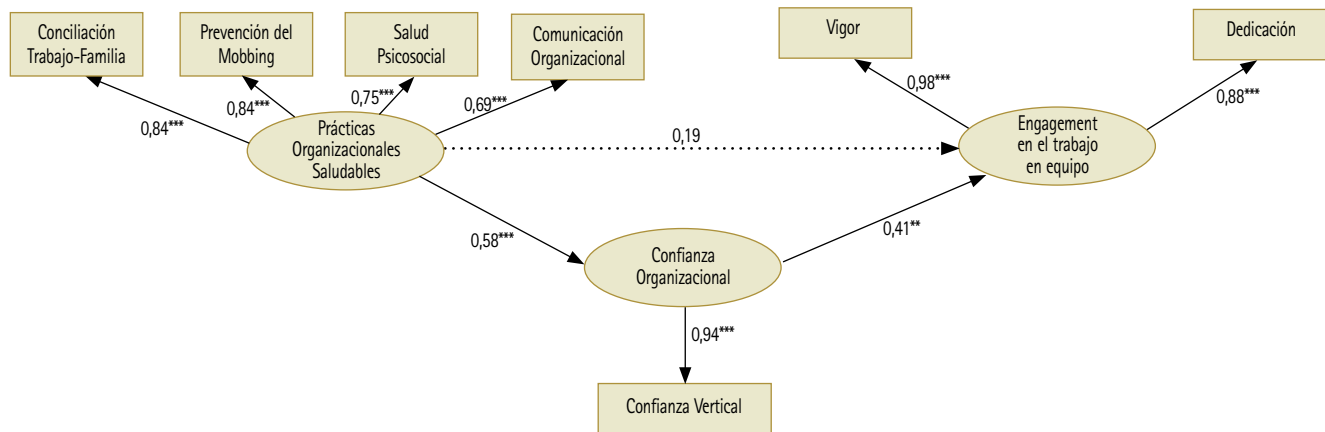 Conciliación
Trabajo-Familia
Prevención del
Mobbing
Salud
Psicosocial
Comunicación
Organizacional
Vigor
Dedicación
0,84***
0,84***
0,75***
0,69***
0,98***
0,88***
Prácticas
Organizacionales
Saludables
0,19
Engagement
en el trabajo
en equipo
0,58***
0,41**
Confianza
Organizacional
0,94***
Confianza Vertical